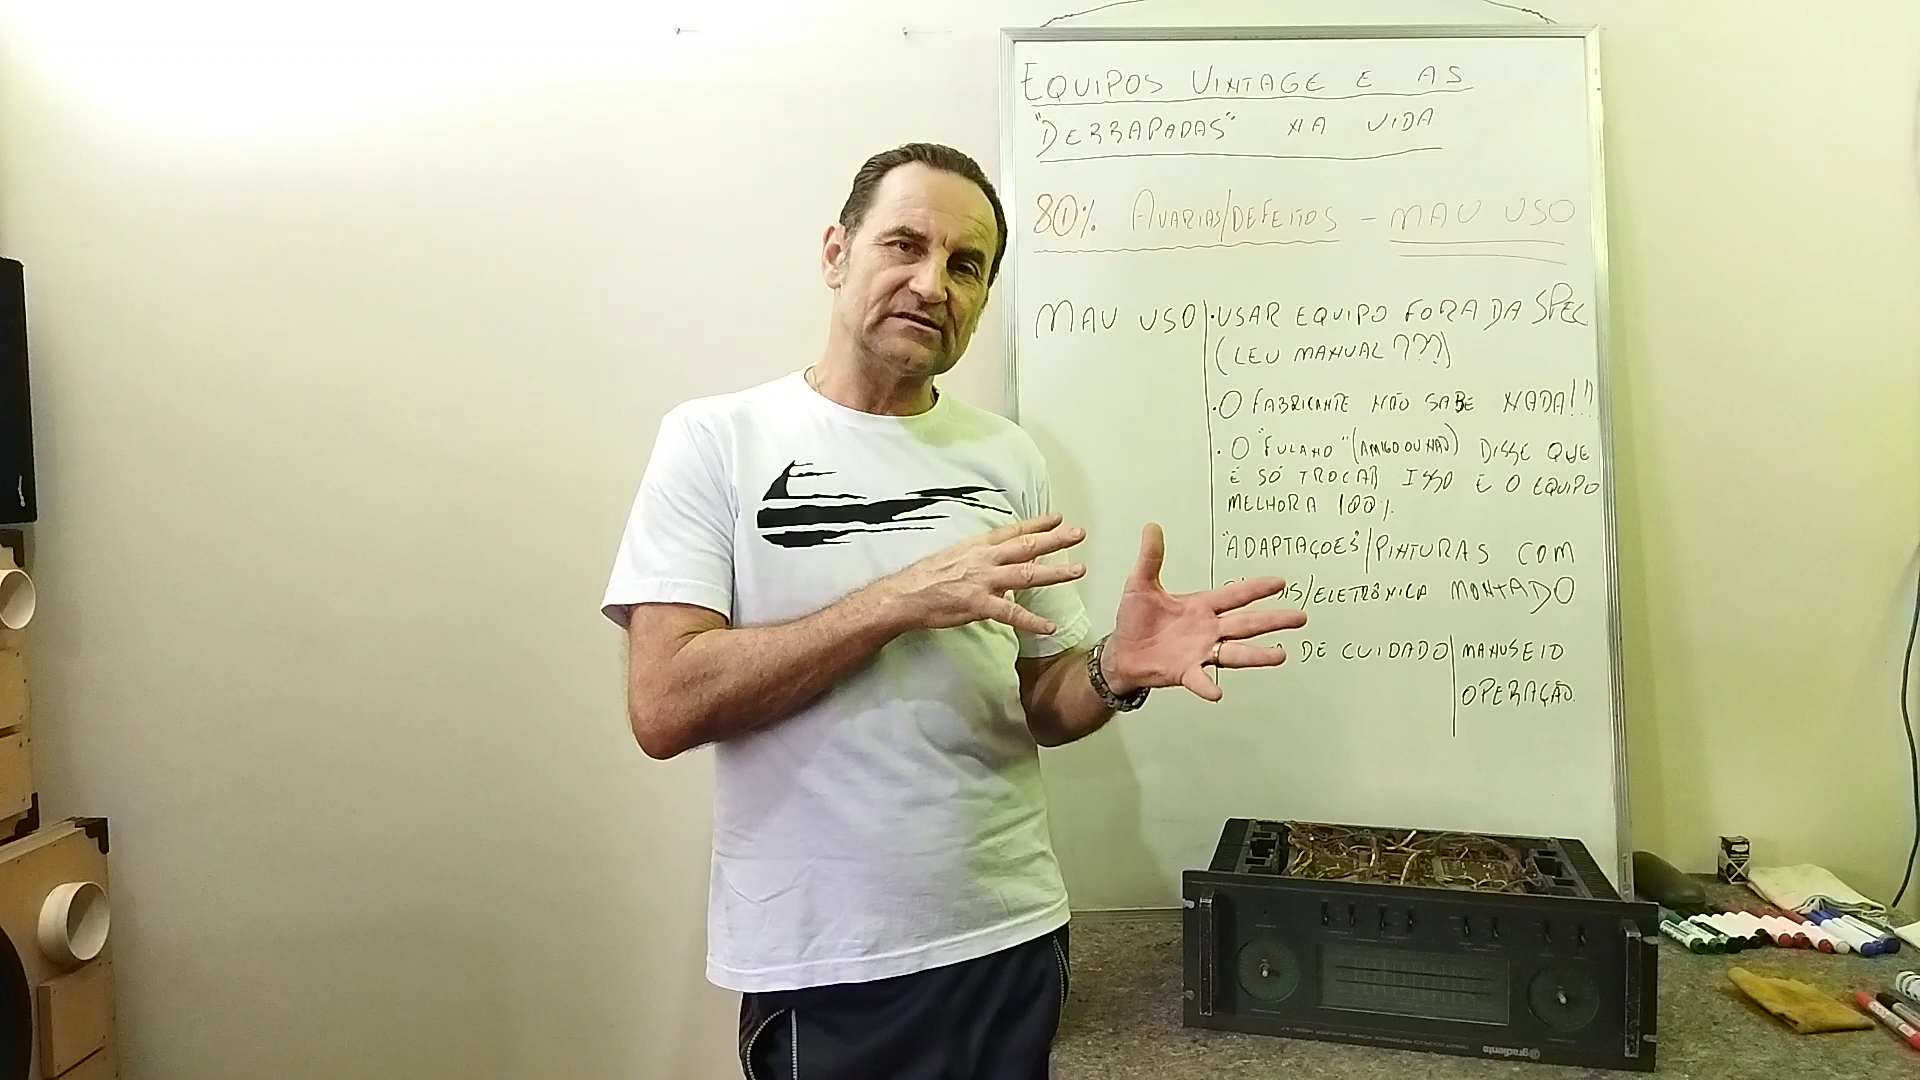 EQUIPOS VINTAGE E AS
"DERRAPADAS" NA VIDA
80% AVARIAS/DEFEITOS - MAU USO
MAU USO
• USAR EQUIPO FORA DA SPEC
(LEU MANUAL ???)
• O FABRICANTE NÃO SABE NADA!!!
• O "FULANO" (AMIGO OU NÃO) DISSE QUE
É SÓ TROCAR ISSO E O EQUIPO
MELHORA 100%.
"ADAPTAÇOES"/PINTURAS COM
/ELETRÔNICA MONTADO
DE CUIDADO MANUSEIO
OPERAÇÃO.
gradiente